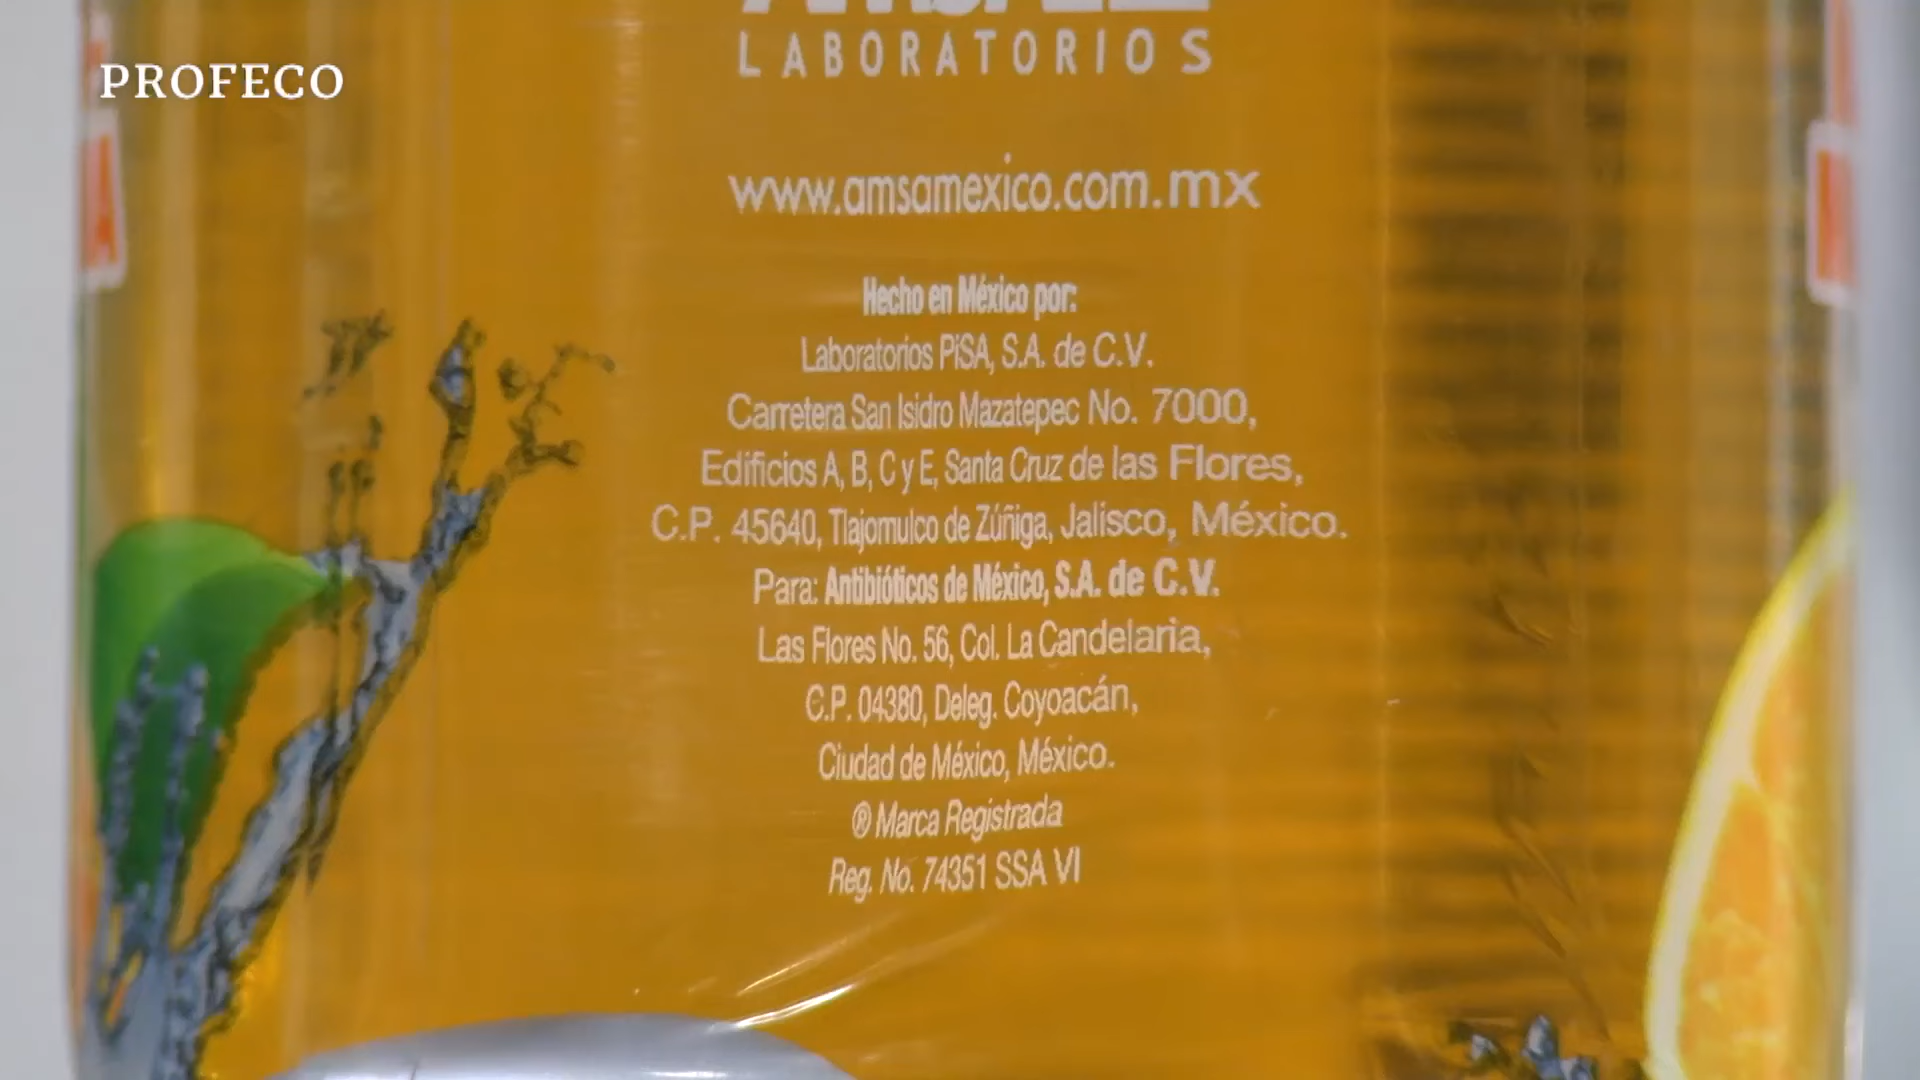 PROFECO
LABORATORIOS
www.amsamexico.com.mx
Hecho en México por:
Laboratorios PiSA, S.A. de C.V.
Carretera San Isidro Mazatepec No. 7000,
Edificios A, B, C y E, Santa Cruz de las Flores,
C.P. 45640, Tlajomulco de Zúñiga, Jalisco, México.
Para: Antibióticos de México, S.A. de C.V.
Las Flores No. 56, Col. La Candelaria,
C.P. 04380, Deleg. Coyoacán,
Ciudad de México, México.
® Marca Registrada
Reg. No. 74351 SSA VI